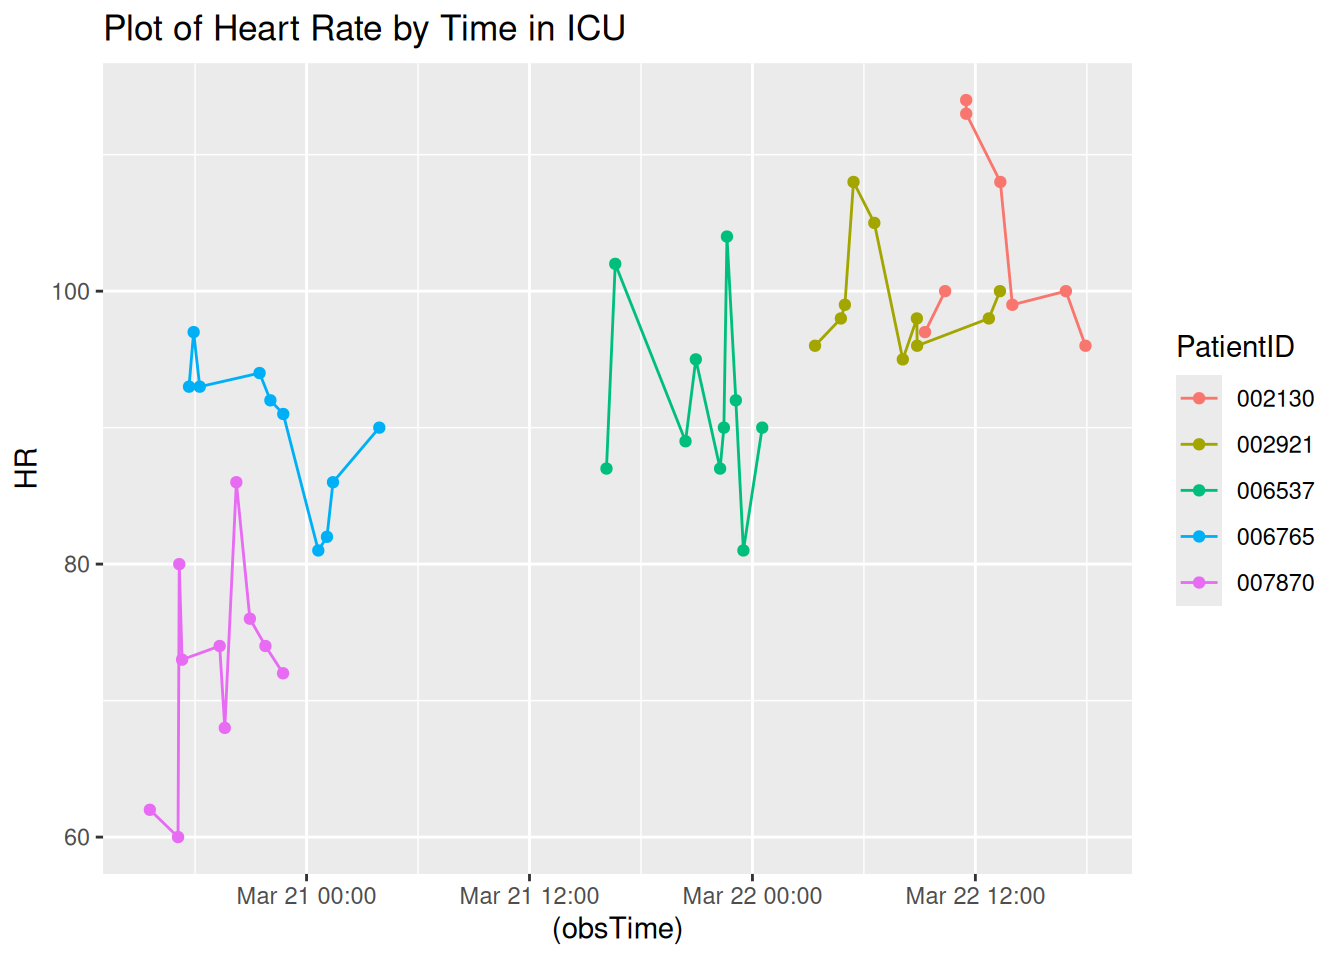 Plot of Heart Rate by Time in ICU
HR
100
80
60
Mar 21 00:00
Mar 21 12:00
Mar 22 00:00
Mar 22 12:00
(obsTime)
PatientID
002130
002921
006537
006765
007870